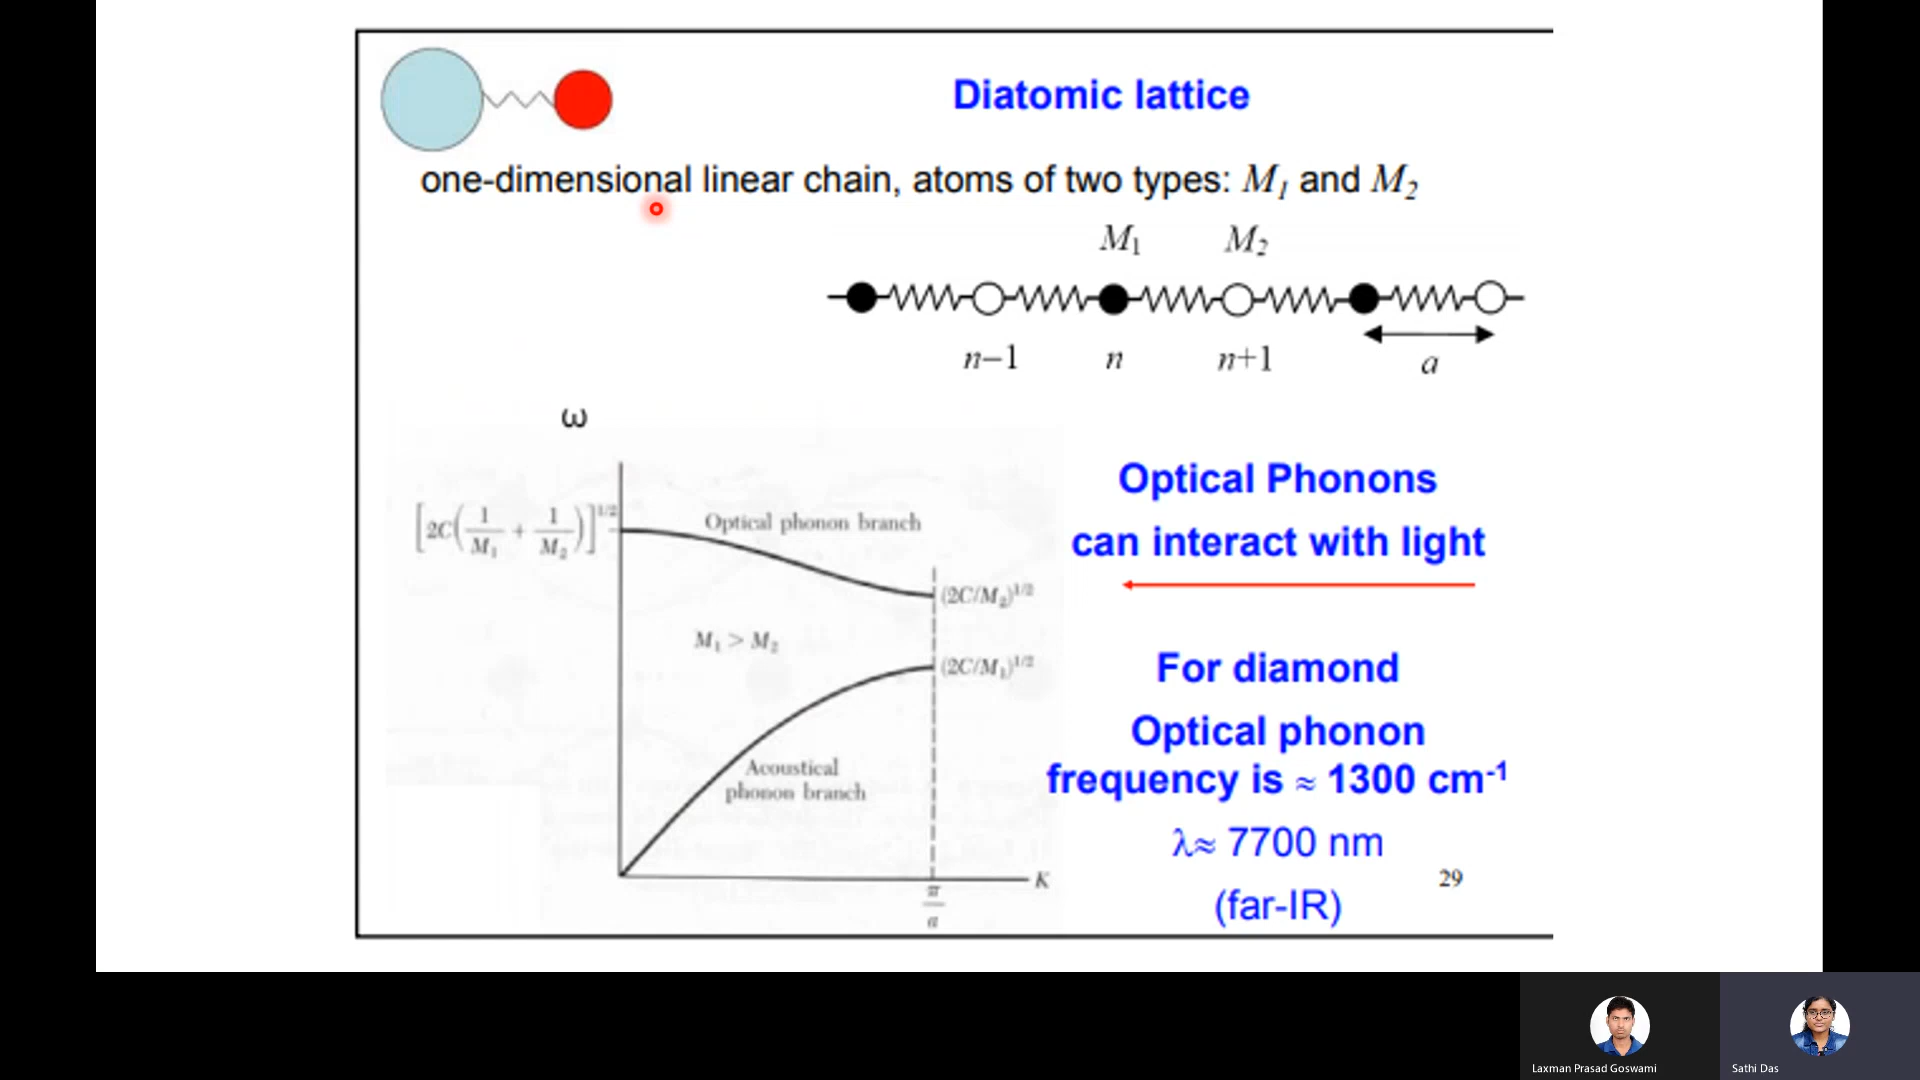 Diatomic lattice
one-dimensional linear chain, atoms of two types: M₁ and M₂
M₁ M₂
n−1 n n+1 a
ω
[2C(1/M₁ + 1/M₂)]^1/2
Optical phonon branch
(2C/M₂)^1/2
M₁ > M₂
(2C/M₁)^1/2
Acoustical
phonon branch
K
π/a
Optical Phonons
can interact with light
For diamond
Optical phonon
frequency is ≈ 1300 cm⁻¹
λ≈ 7700 nm
(far-IR)
29
Laxman Prasad Goswami
Sathi Das